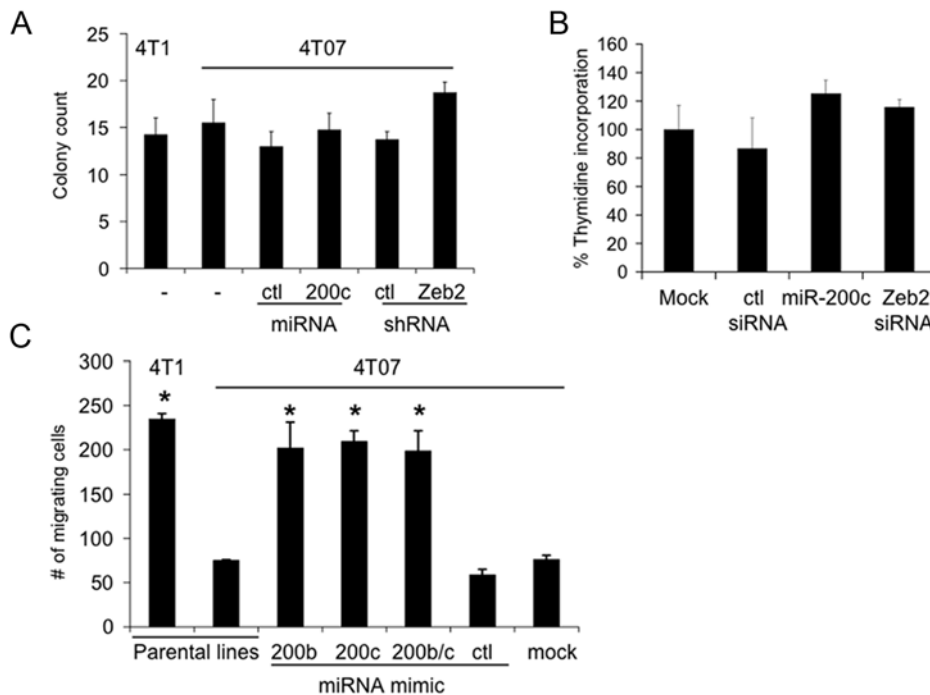 A
4T1
4T07
25
20
15
10
5
0
Colony count
-
-
ctl
200c
ctl
Zeb2
miRNA
shRNA
B
160
140
120
100
80
60
40
20
0
% Thymidine incorporation
Mock
ctl
siRNA
miR-200c
Zeb2
siRNA
C
4T1
4T07
300
250
200
150
100
50
0
# of migrating cells
*
*
*
*
Parental lines
200b
200c
200b/c
ctl
mock
miRNA mimic